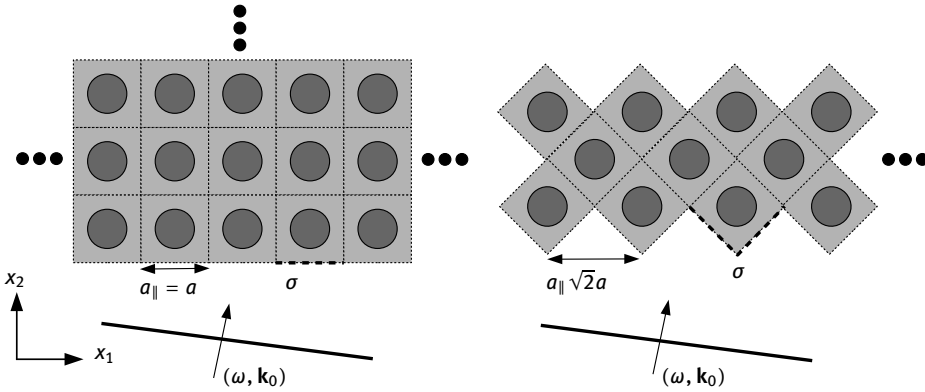 σ
a∥ = a
x₂
x₁
(ω, k₀)
σ
a∥ √2a
(ω, k₀)